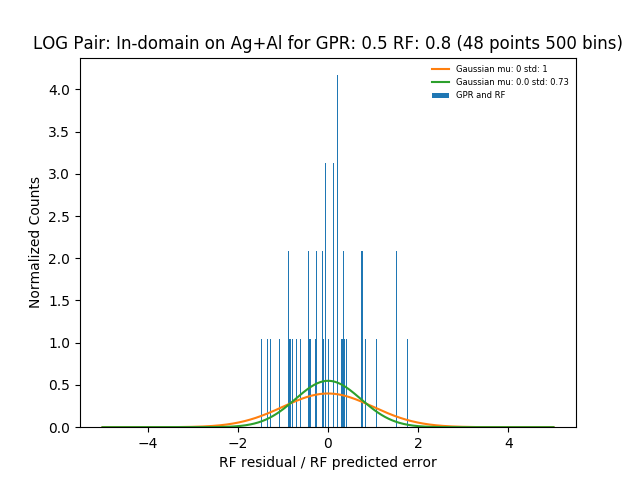 LOG Pair: In-domain on Ag+Al for GPR: 0.5 RF: 0.8 (48 points 500 bins)
Gaussian mu: 0 std: 1
Gaussian mu: 0.0 std: 0.73
GPR and RF
Normalized Counts
4.0
3.5
3.0
2.5
2.0
1.5
1.0
0.5
0.0
−4 −2 0 2 4
RF residual / RF predicted error